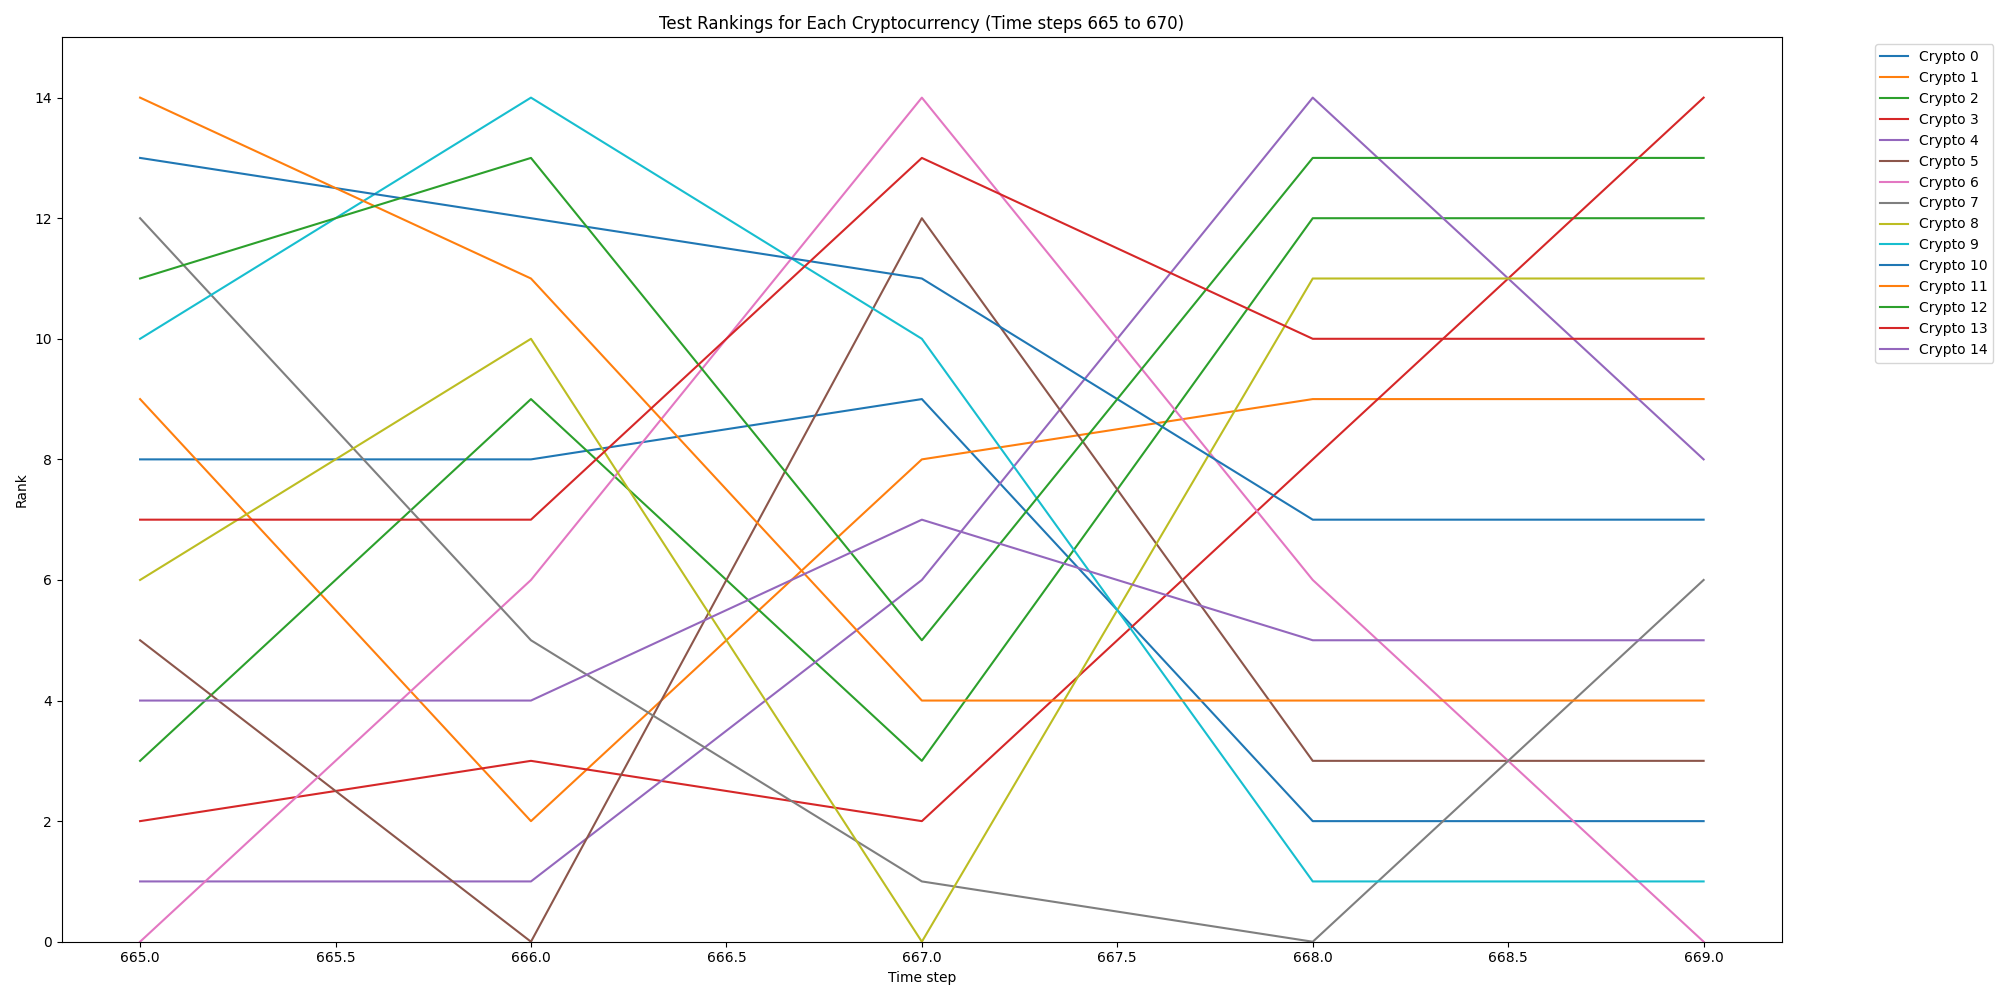 Test Rankings for Each Cryptocurrency (Time steps 665 to 670)
Crypto 0
Crypto 1
Crypto 2
Crypto 3
Crypto 4
Crypto 5
Crypto 6
Crypto 7
Crypto 8
Crypto 9
Crypto 10
Crypto 11
Crypto 12
Crypto 13
Crypto 14
Rank
14
12
10
8
6
4
2
0
665.0 665.5 666.0 666.5 667.0 667.5 668.0 668.5 669.0
Time step